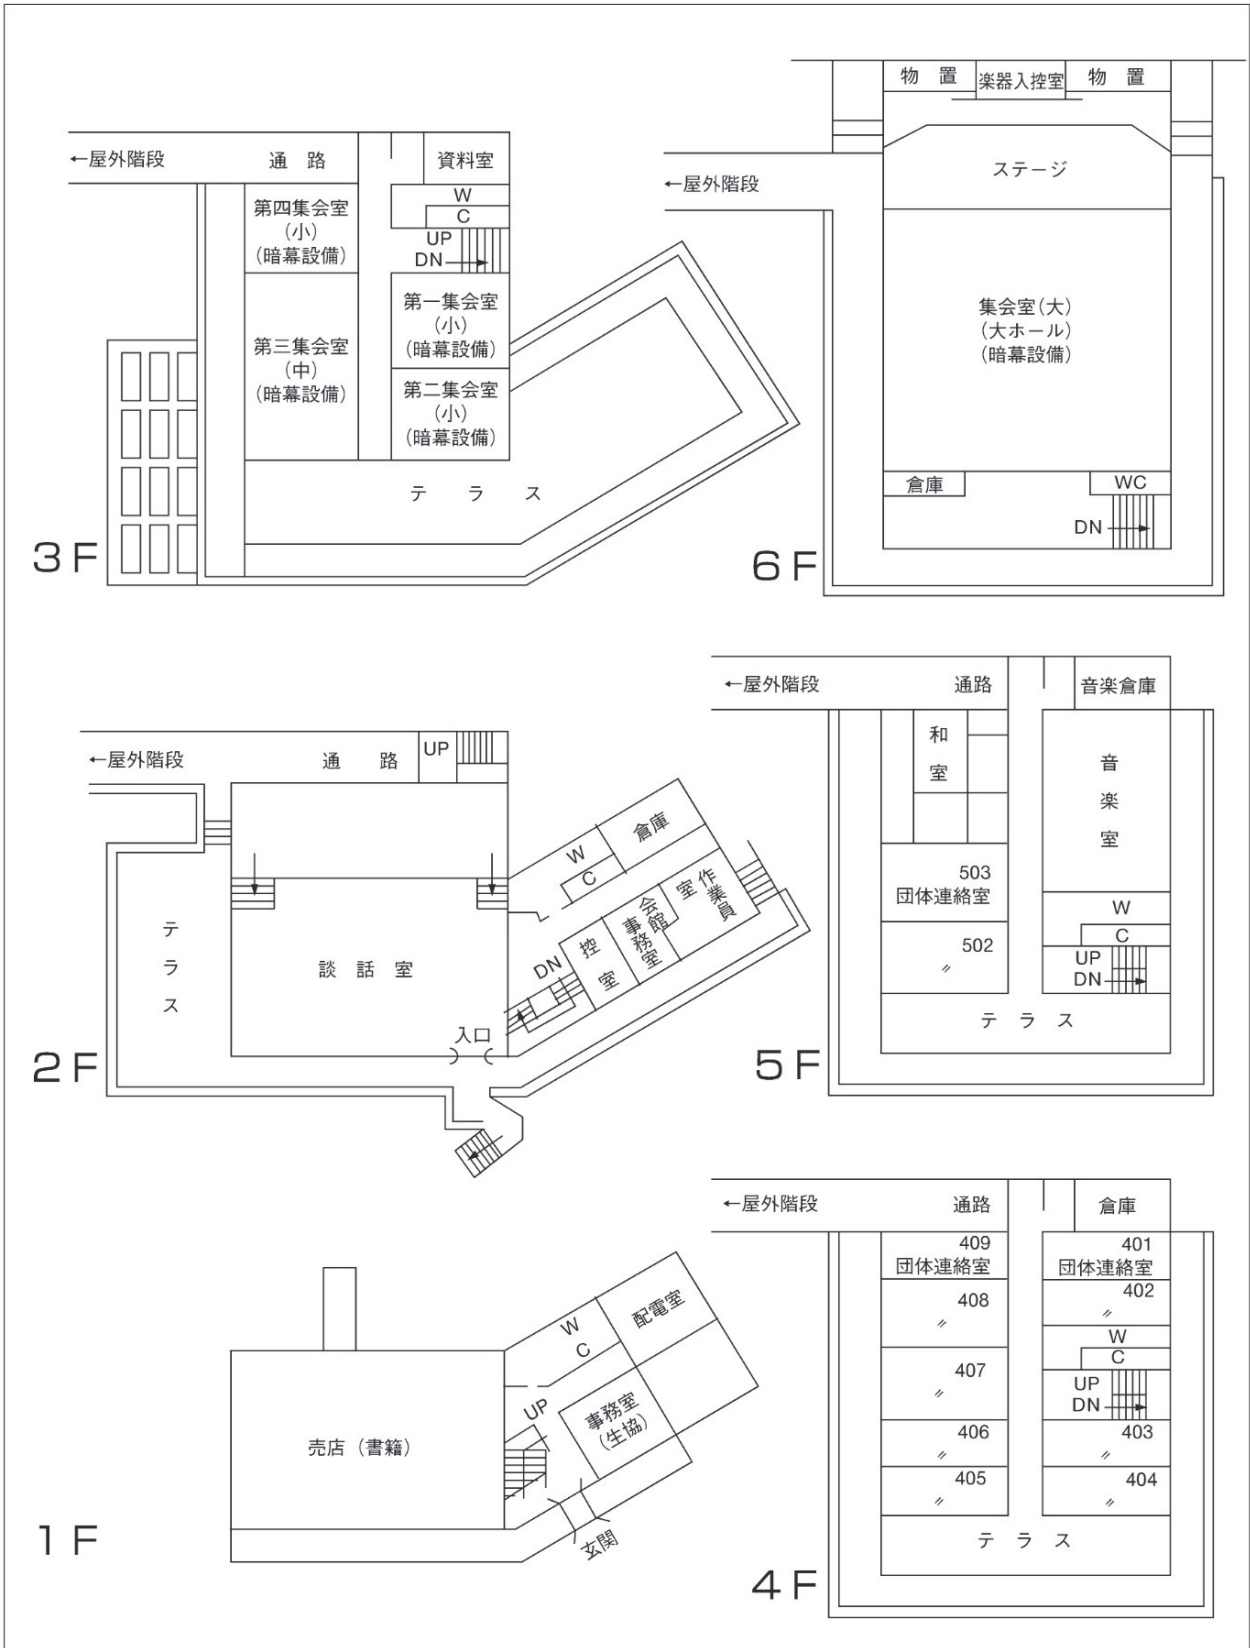 ←屋外階段
通路
資料室
W
C
UP
DN
第四集会室
(小)
(暗幕設備)
第一集会室
(小)
(暗幕設備)
第三集会室
(中)
(暗幕設備)
第二集会室
(小)
(暗幕設備)
テラス
3F
物置
楽器入控室
物置
ステージ
←屋外階段
集会室(大)
(大ホール)
(暗幕設備)
倉庫
WC
DN
6F
←屋外階段
通路
UP
倉庫
W
C
作業員室
会館事務室
控室
DN
テラス
談話室
入口
2F
←屋外階段
通路
音楽倉庫
和室
音楽室
503
団体連絡室
502
〃
W
C
UP
DN
テラス
5F
配電室
W
C
UP
事務室
(生協)
売店(書籍)
玄関
1F
←屋外階段
通路
倉庫
409
団体連絡室
401
団体連絡室
408
〃
402
〃
W
C
407
〃
UP
DN
406
〃
403
〃
405
〃
404
〃
テラス
4F